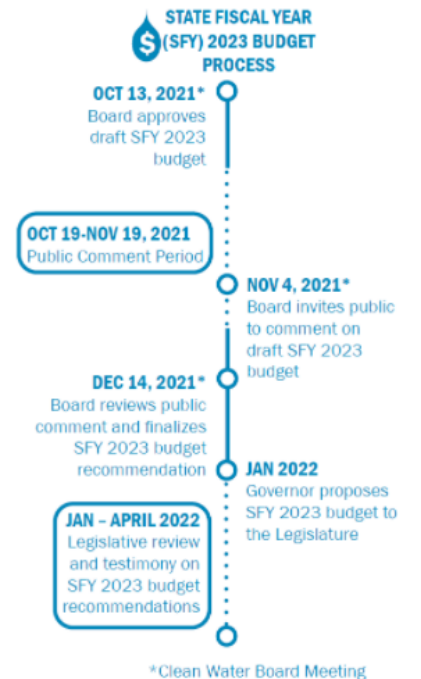 STATE FISCAL YEAR
$
(SFY) 2023 BUDGET
PROCESS
OCT 13, 2021*
Board approves
draft SFY 2023
budget
OCT 19-NOV 19, 2021
Public Comment Period
NOV 4, 2021*
Board invites public
to comment on
draft SFY 2023
budget
DEC 14, 2021*
Board reviews public
comment and finalizes
SFY 2023 budget
recommendation
JAN 2022
Governor proposes
SFY 2023 budget to
the Legislature
JAN – APRIL 2022
Legislative review
and testimony on
SFY 2023 budget
recommendations
*Clean Water Board Meeting